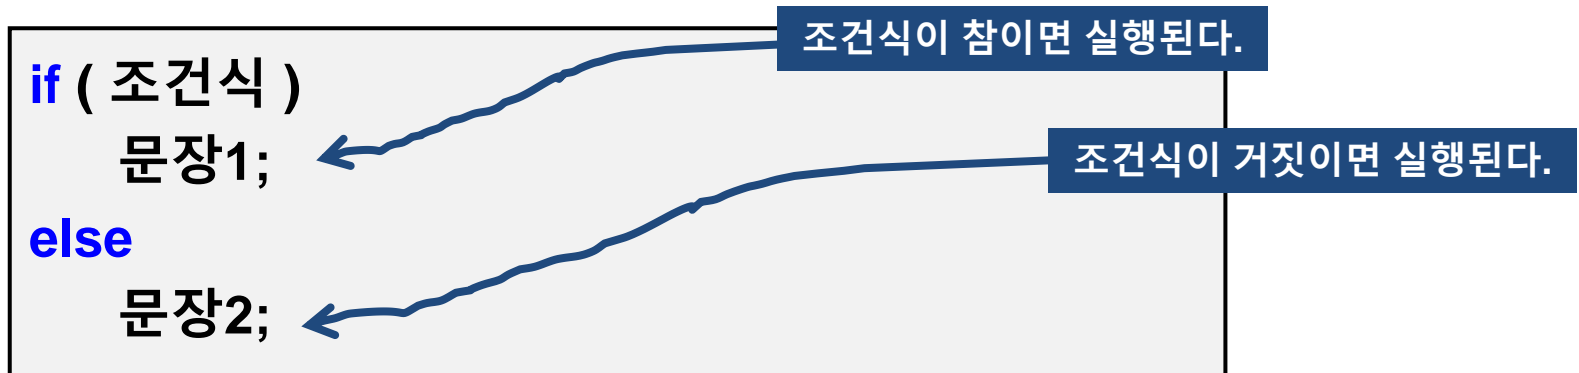 조건식이 참이면 실행된다.
if ( 조건식 )
문장1;
조건식이 거짓이면 실행된다.
else
문장2;